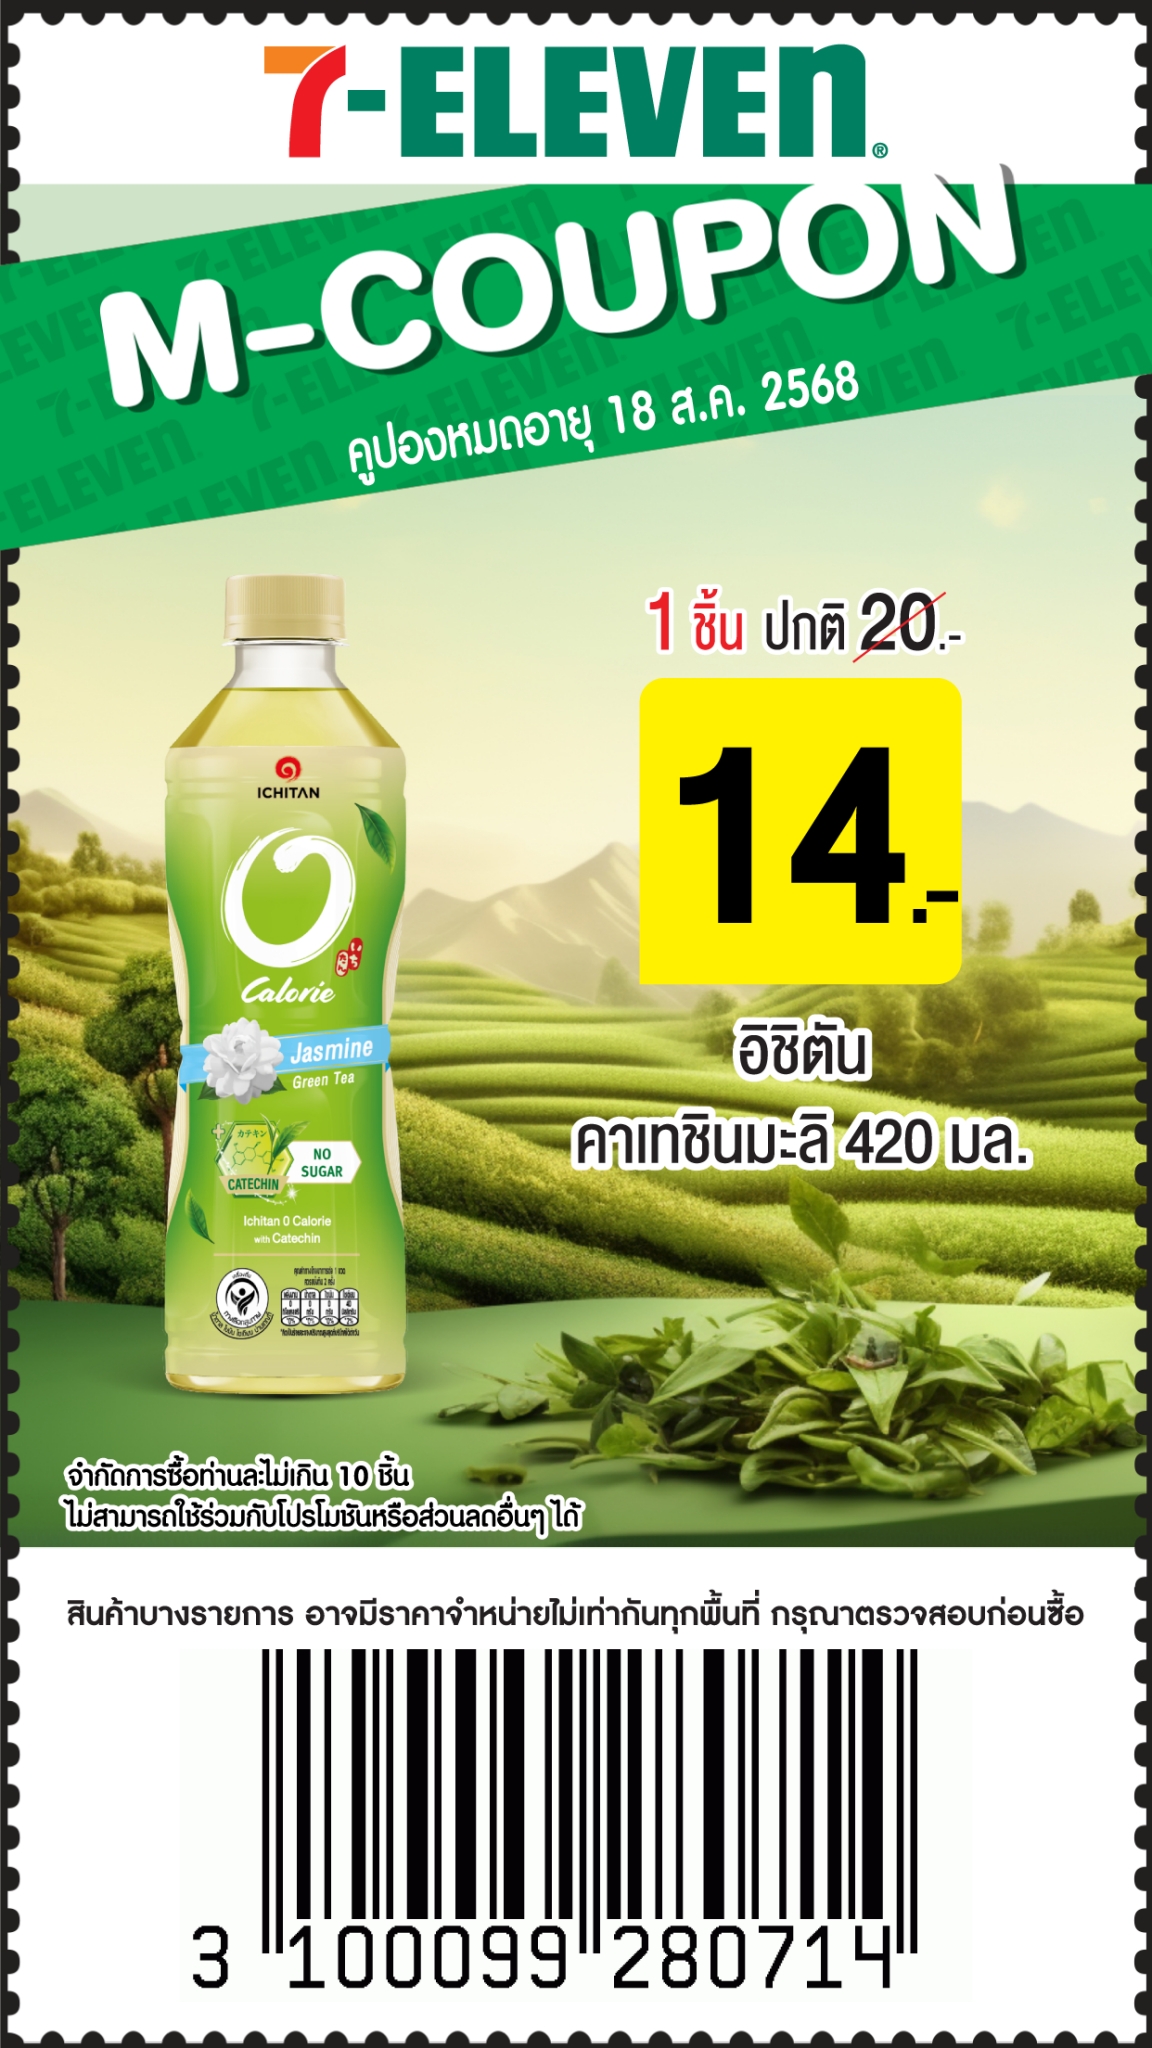 7-ELEVEN®
M-COUPON
คูปองหมดอายุ 18 ส.ค. 2568
1 ชิ้น ปกติ 20.-
14.-
อิชิตัน
คาเทชินมะลิ 420 มล.
ICHITAN
0
Calorie
Jasmine
Green Tea
カテキン
CATECHIN
NO
SUGAR
Ichitan 0 Calorie
with Catechin
จำกัดการซื้อท่านละไม่เกิน 10 ชิ้น
ไม่สามารถใช้ร่วมกับโปรโมชันหรือส่วนลดอื่นๆ ได้
สินค้าบางรายการ อาจมีราคาจำหน่ายไม่เท่ากันทุกพื้นที่ กรุณาตรวจสอบก่อนซื้อ
3 100099 280714